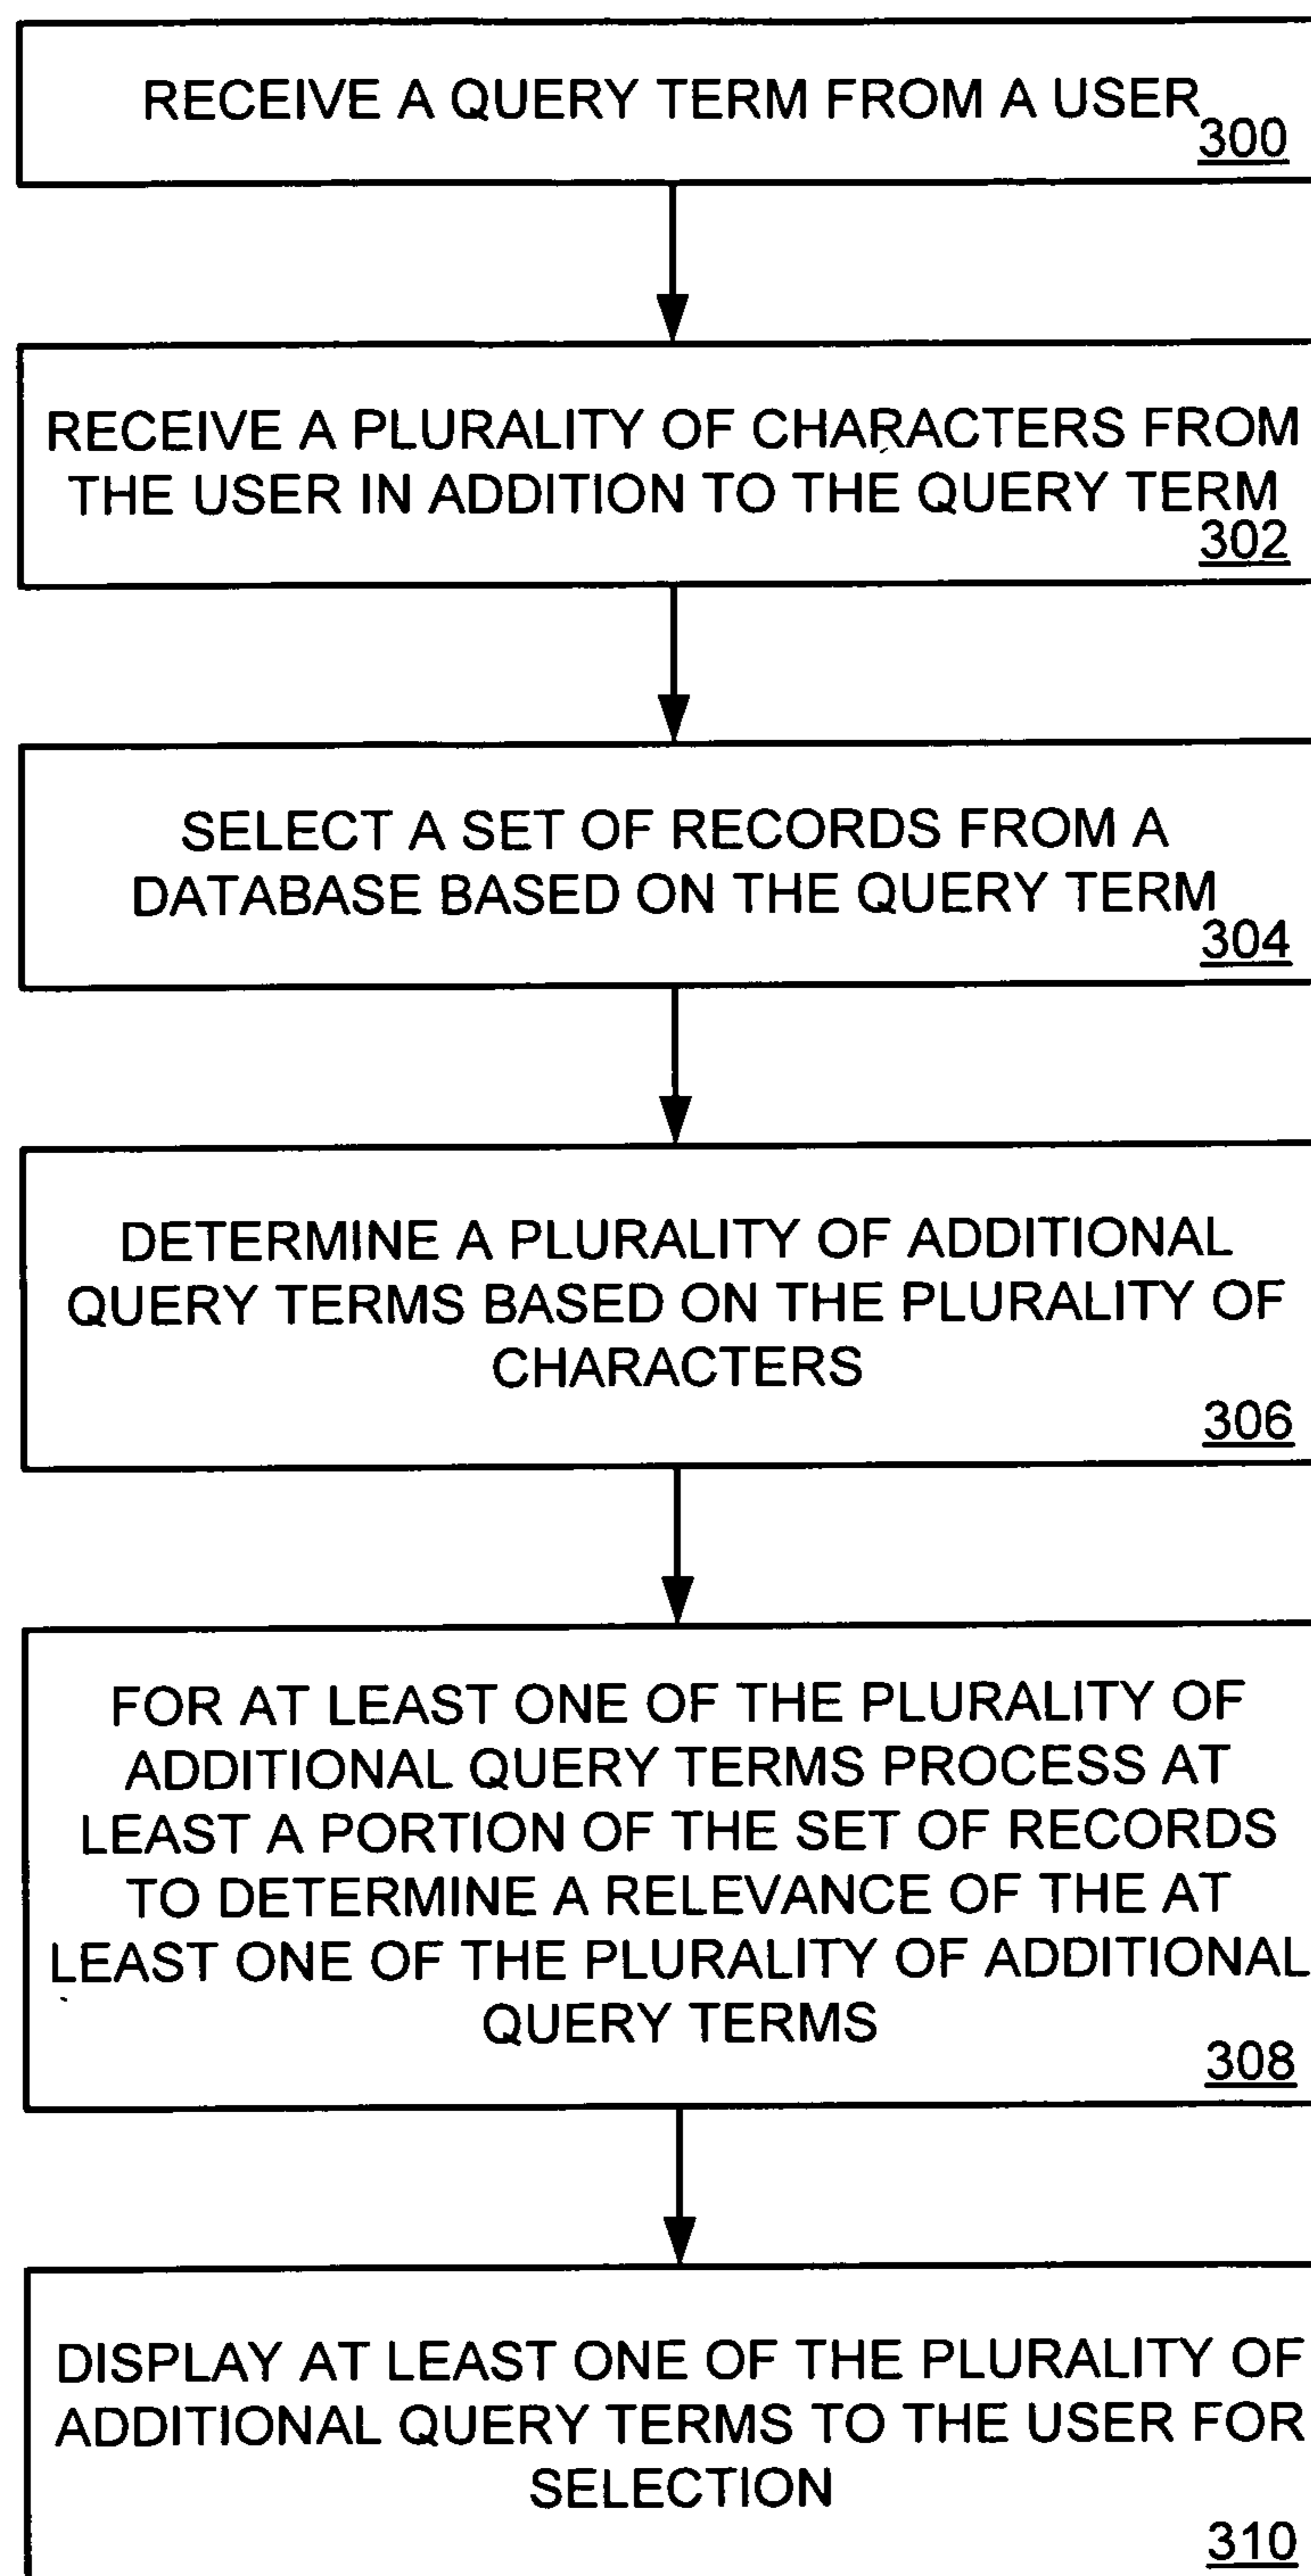 RECEIVE A QUERY TERM FROM A USER
300
RECEIVE A PLURALITY OF CHARACTERS FROM
THE USER IN ADDITION TO THE QUERY TERM
302
SELECT A SET OF RECORDS FROM A
DATABASE BASED ON THE QUERY TERM
304
DETERMINE A PLURALITY OF ADDITIONAL
QUERY TERMS BASED ON THE PLURALITY OF
CHARACTERS
306
FOR AT LEAST ONE OF THE PLURALITY OF
ADDITIONAL QUERY TERMS PROCESS AT
LEAST A PORTION OF THE SET OF RECORDS
TO DETERMINE A RELEVANCE OF THE AT
LEAST ONE OF THE PLURALITY OF ADDITIONAL
QUERY TERMS
308
DISPLAY AT LEAST ONE OF THE PLURALITY OF
ADDITIONAL QUERY TERMS TO THE USER FOR
SELECTION
310